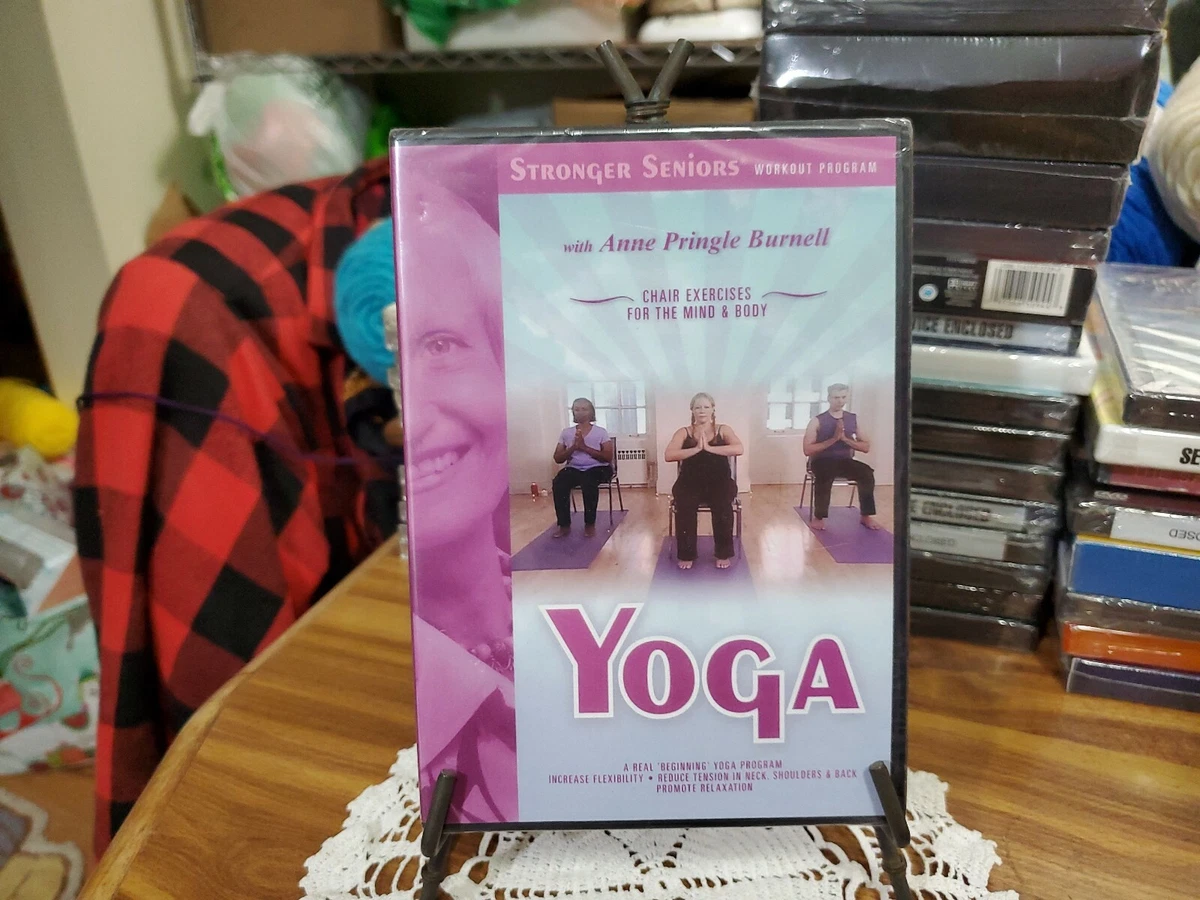 STRONGER SENIORS WORKOUT PROGRAM
with Anne Pringle Burnell
CHAIR EXERCISES
FOR THE MIND & BODY
YOGA
A REAL 'BEGINNING' YOGA PROGRAM
INCREASE FLEXIBILITY • REDUCE TENSION IN NECK, SHOULDERS & BACK
PROMOTE RELAXATION
ENCLOSED
SE
OSED
ENCLOSED
CLOSED